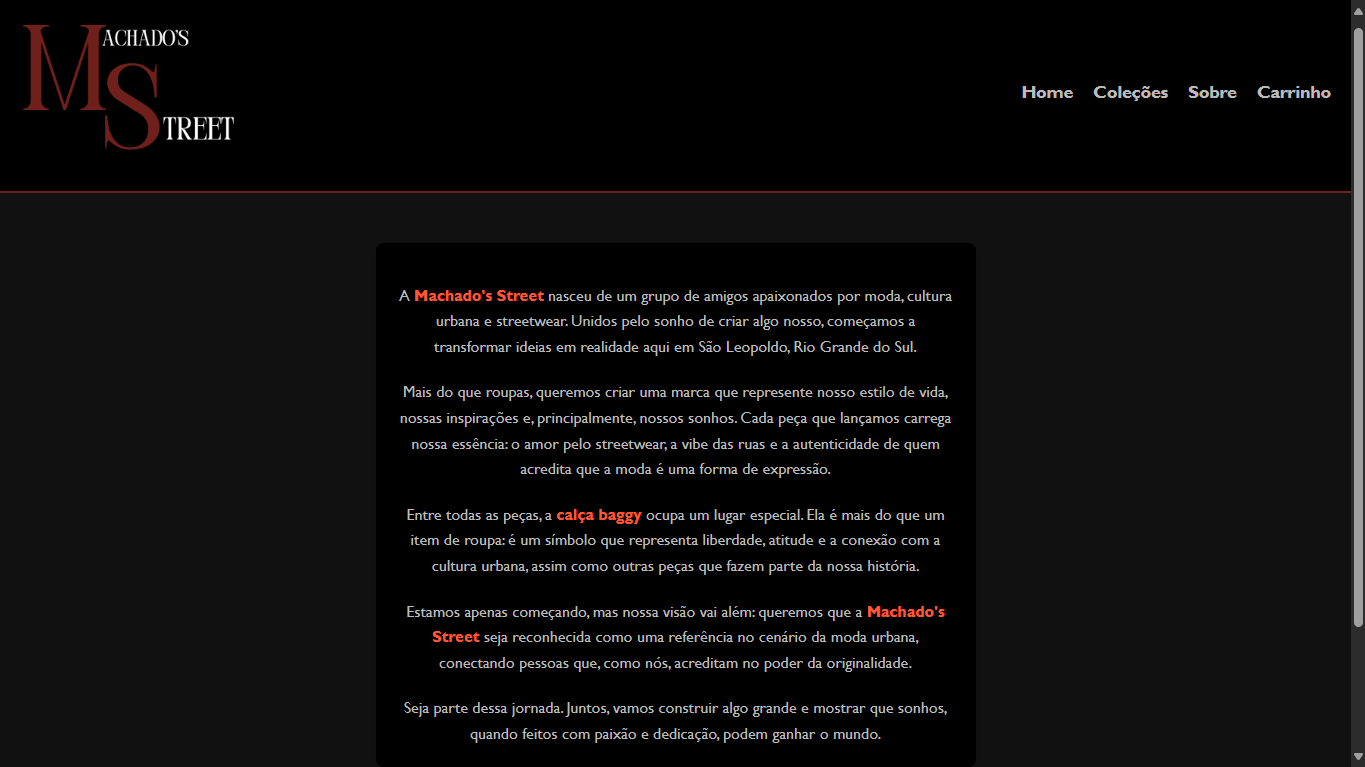 MACHADO'S
STREET
Home Coleções Sobre Carrinho
A Machado's Street nasceu de um grupo de amigos apaixonados por moda, cultura
urbana e streetwear. Unidos pelo sonho de criar algo nosso, começamos a
transformar ideias em realidade aqui em São Leopoldo, Rio Grande do Sul.
Mais do que roupas, queremos criar uma marca que represente nosso estilo de vida,
nossas inspirações e, principalmente, nossos sonhos. Cada peça que lançamos carrega
nossa essência: o amor pelo streetwear, a vibe das ruas e a autenticidade de quem
acredita que a moda é uma forma de expressão.
Entre todas as peças, a calça baggy ocupa um lugar especial. Ela é mais do que um
item de roupa: é um símbolo que representa liberdade, atitude e a conexão com a
cultura urbana, assim como outras peças que fazem parte da nossa história.
Estamos apenas começando, mas nossa visão vai além: queremos que a Machado's
Street seja reconhecida como uma referência no cenário da moda urbana,
conectando pessoas que, como nós, acreditam no poder da originalidade.
Seja parte dessa jornada. Juntos, vamos construir algo grande e mostrar que sonhos,
quando feitos com paixão e dedicação, podem ganhar o mundo.